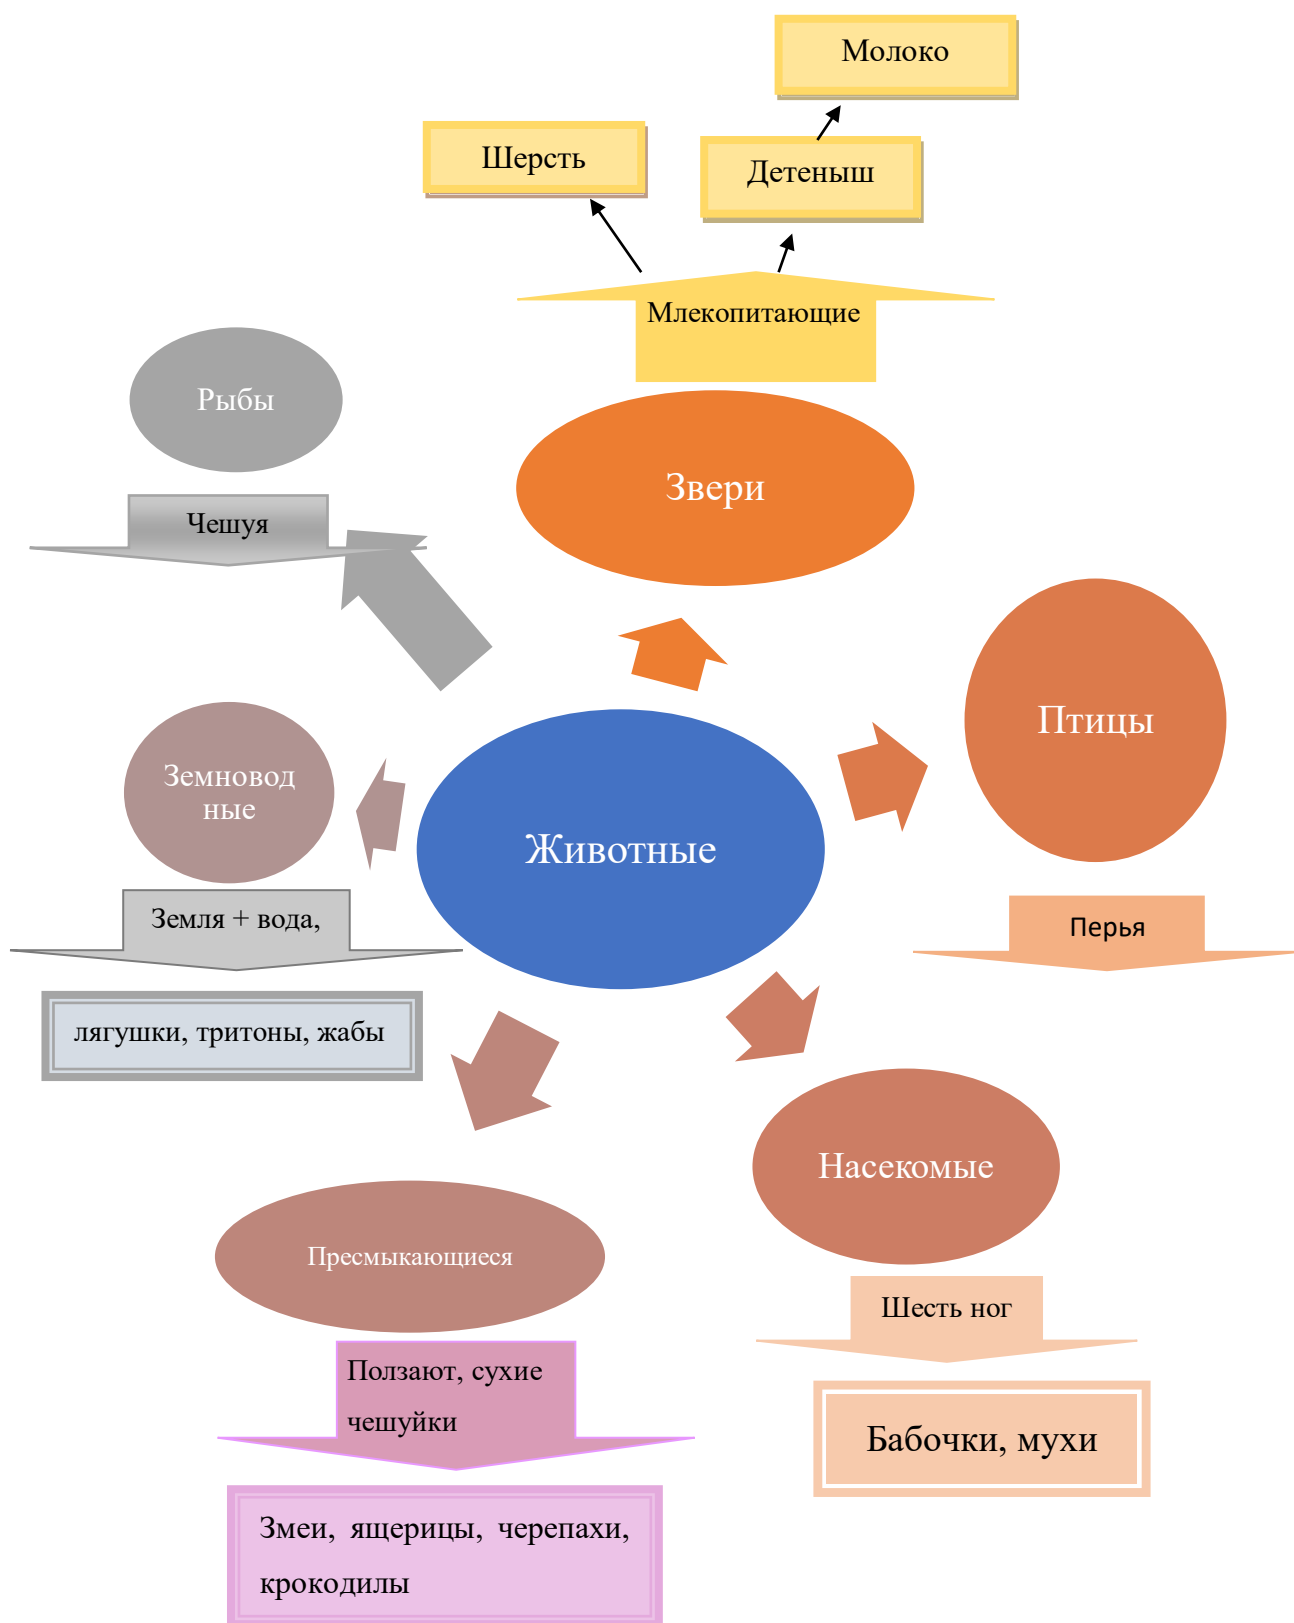 Молоко
Шерсть
Детеныш
Млекопитающие
Рыбы
Звери
Чешуя
Птицы
Земновод
ные
Животные
Земля + вода,
Перья
лягушки, тритоны, жабы
Насекомые
Пресмыкающиеся
Шесть ног
Ползают, сухие
чешуйки
Бабочки, мухи
Змеи, ящерицы, черепахи,
крокодилы